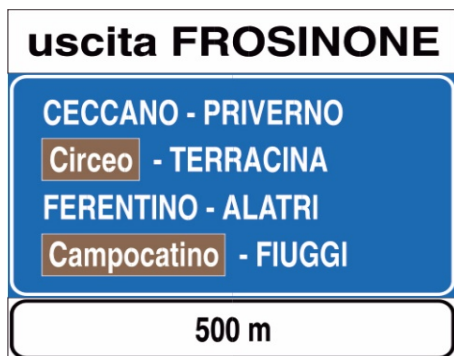 uscita FROSINONE
CECCANO - PRIVERNO
Circeo - TERRACINA
FERENTINO - ALATRI
Campocatino - FIUGGI
500 m